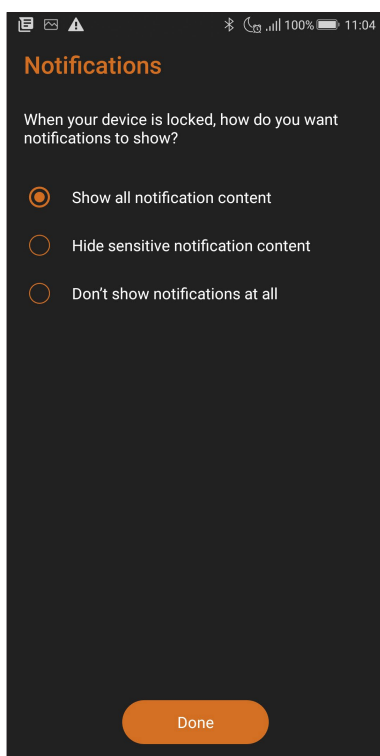 100% 11:04
Notifications
When your device is locked, how do you want
notifications to show?
Show all notification content
Hide sensitive notification content
Don’t show notifications at all
Done